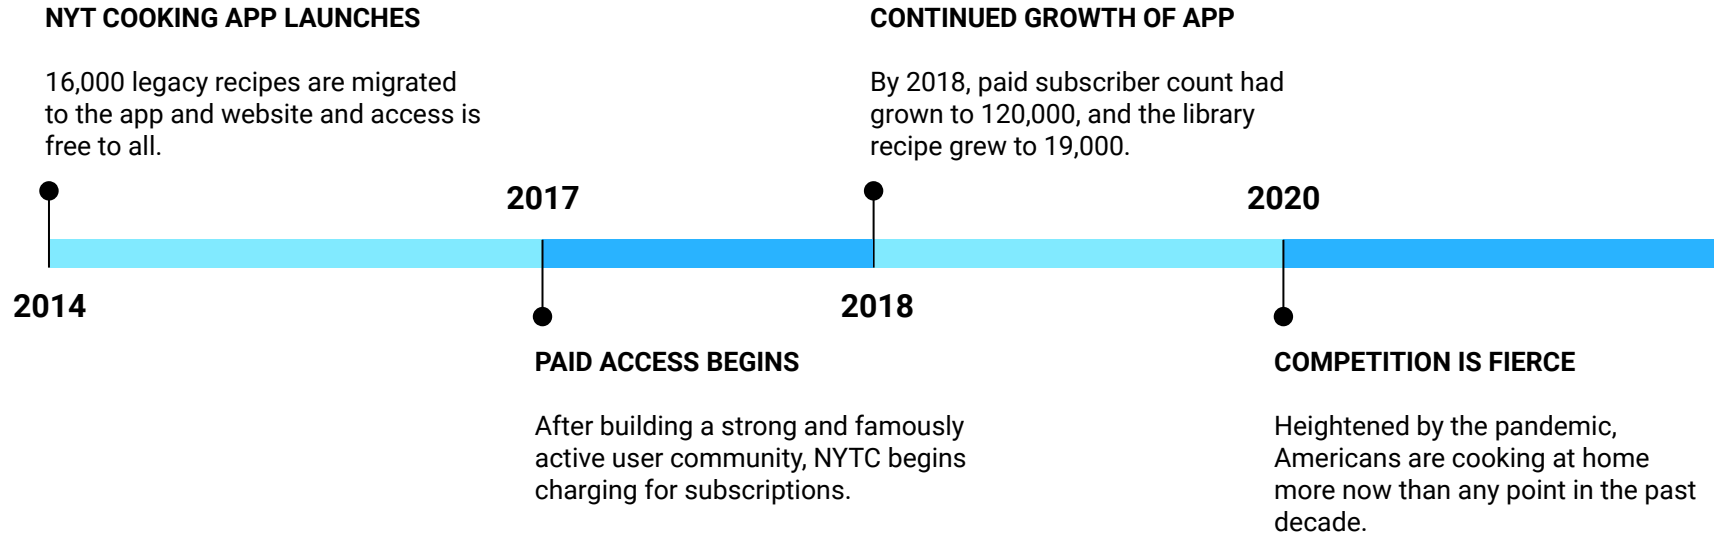 NYT COOKING APP LAUNCHES
16,000 legacy recipes are migrated
to the app and website and access is
free to all.
2014
2017
PAID ACCESS BEGINS
After building a strong and famously
active user community, NYTC begins
charging for subscriptions.
CONTINUED GROWTH OF APP
By 2018, paid subscriber count had
grown to 120,000, and the library
recipe grew to 19,000.
2018
2020
COMPETITION IS FIERCE
Heightened by the pandemic,
Americans are cooking at home
more now than any point in the past
decade.